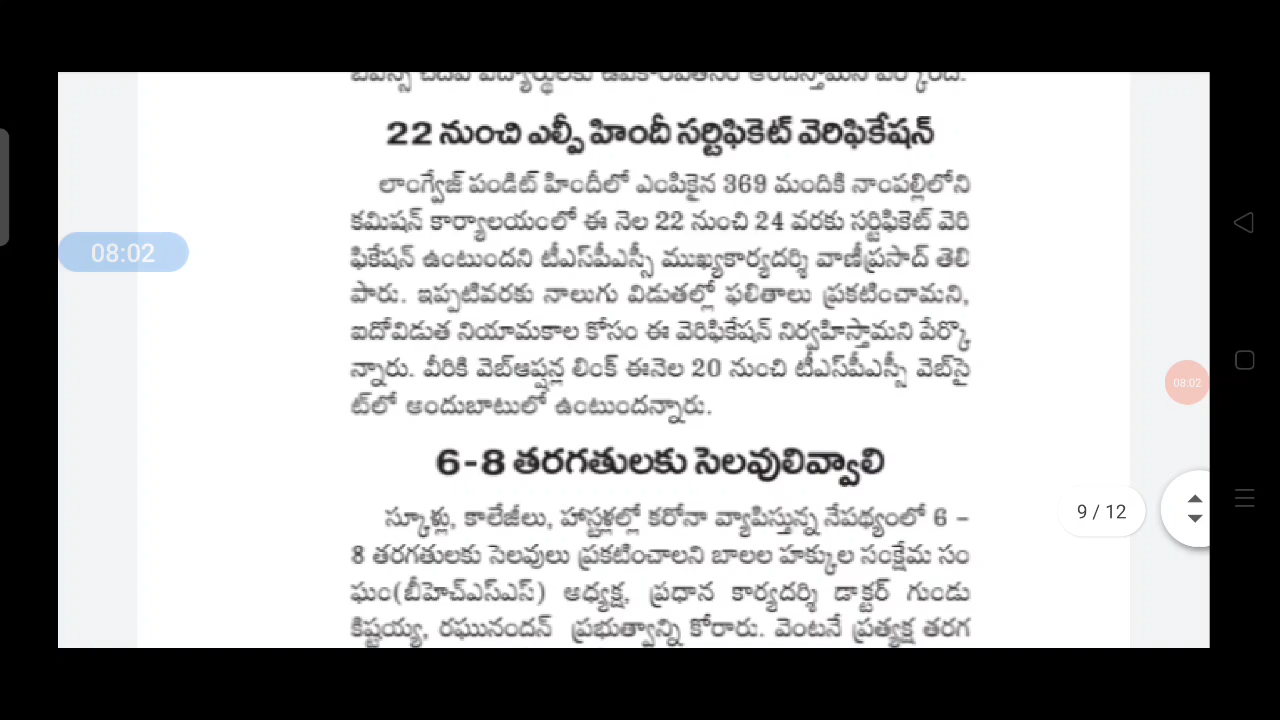 22 నుంచి ఎల్పీ హిందీ సర్టిఫికెట్ వెరిఫికేషన్
లాంగ్వేజ్ పండిట్ హిందీలో ఎంపికైన 369 మందికి నాంపల్లిలోని
కమిషన్ కార్యాలయంలో ఈ నెల 22 నుంచి 24 వరకు సర్టిఫికెట్ వెరి
08:02
ఫికేషన్ ఉంటుందని టీఎస్‌పీఎస్సీ ముఖ్యకార్యదర్శి వాణీప్రసాద్ తెలి
పారు. ఇప్పటివరకు నాలుగు విడుతల్లో ఫలితాలు ప్రకటించామని,
ఐదోవిడుత నియామకాల కోసం ఈ వెరిఫికేషన్ నిర్వహిస్తామని పేర్కొ
న్నారు. వీరికి వెబ్‌ఆప్షన్ల లింక్ ఈనెల 20 నుంచి టీఎస్‌పీఎస్సీ వెబ్‌సై
08:02
ట్‌లో అందుబాటులో ఉంటుందన్నారు.
6-8 తరగతులకు సెలవులివ్వాలి
స్కూళ్లు, కాలేజీలు, హాస్టళ్లల్లో కరోనా వ్యాపిస్తున్న నేపథ్యంలో 6 -
9 / 12
8 తరగతులకు సెలవులు ప్రకటించాలని బాలల హక్కుల సంక్షేమ సం
ఘం(బీహెచ్ఎస్ఎస్) అధ్యక్ష, ప్రధాన కార్యదర్శి డాక్టర్ గుండు
కిష్టయ్య, రఘునందన్ ప్రభుత్వాన్ని కోరారు. వెంటనే ప్రత్యక్ష తరగ